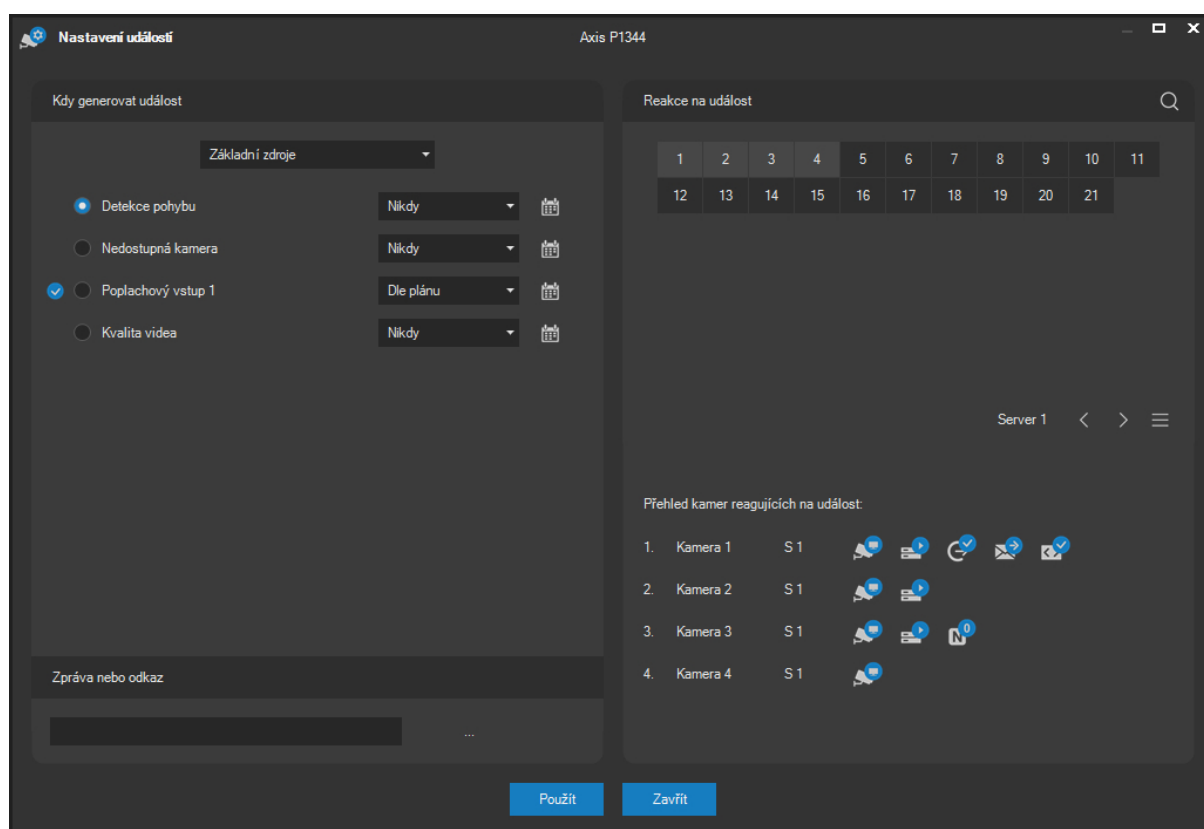 Nastavení událostí
Axis P1344
Kdy generovat událost
Základní zdroje
Detekce pohybu Nikdy
Nedostupná kamera Nikdy
Poplachový vstup 1 Dle plánu
Kvalita videa Nikdy
Zpráva nebo odkaz
...
Reakce na událost
1 2 3 4 5 6 7 8 9 10 11
12 13 14 15 16 17 18 19 20 21
Server 1
Přehled kamer reagujících na událost:
1. Kamera 1 S 1
2. Kamera 2 S 1
3. Kamera 3 S 1 N 0
4. Kamera 4 S 1
Použít Zavřít